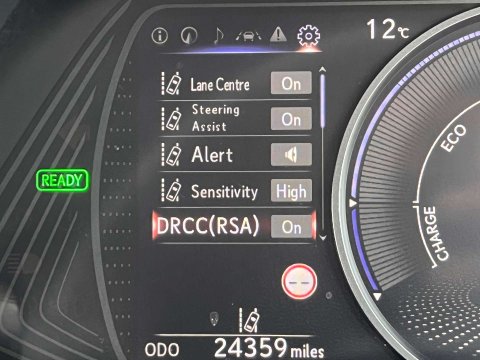 12°C
Lane Centre On
Steering
Assist On
Alert
Sensitivity High
DRCC(RSA) On
READY
ECO
CHARGE
--
ODO 24359 miles